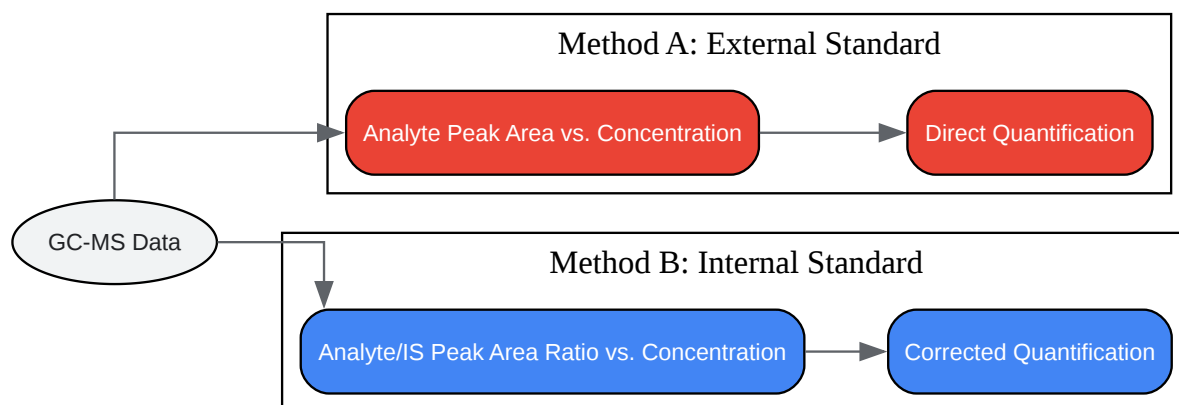 Method A: External Standard
Analyte Peak Area vs. Concentration
Direct Quantification
GC-MS Data
Method B: Internal Standard
Analyte/IS Peak Area Ratio vs. Concentration
Corrected Quantification